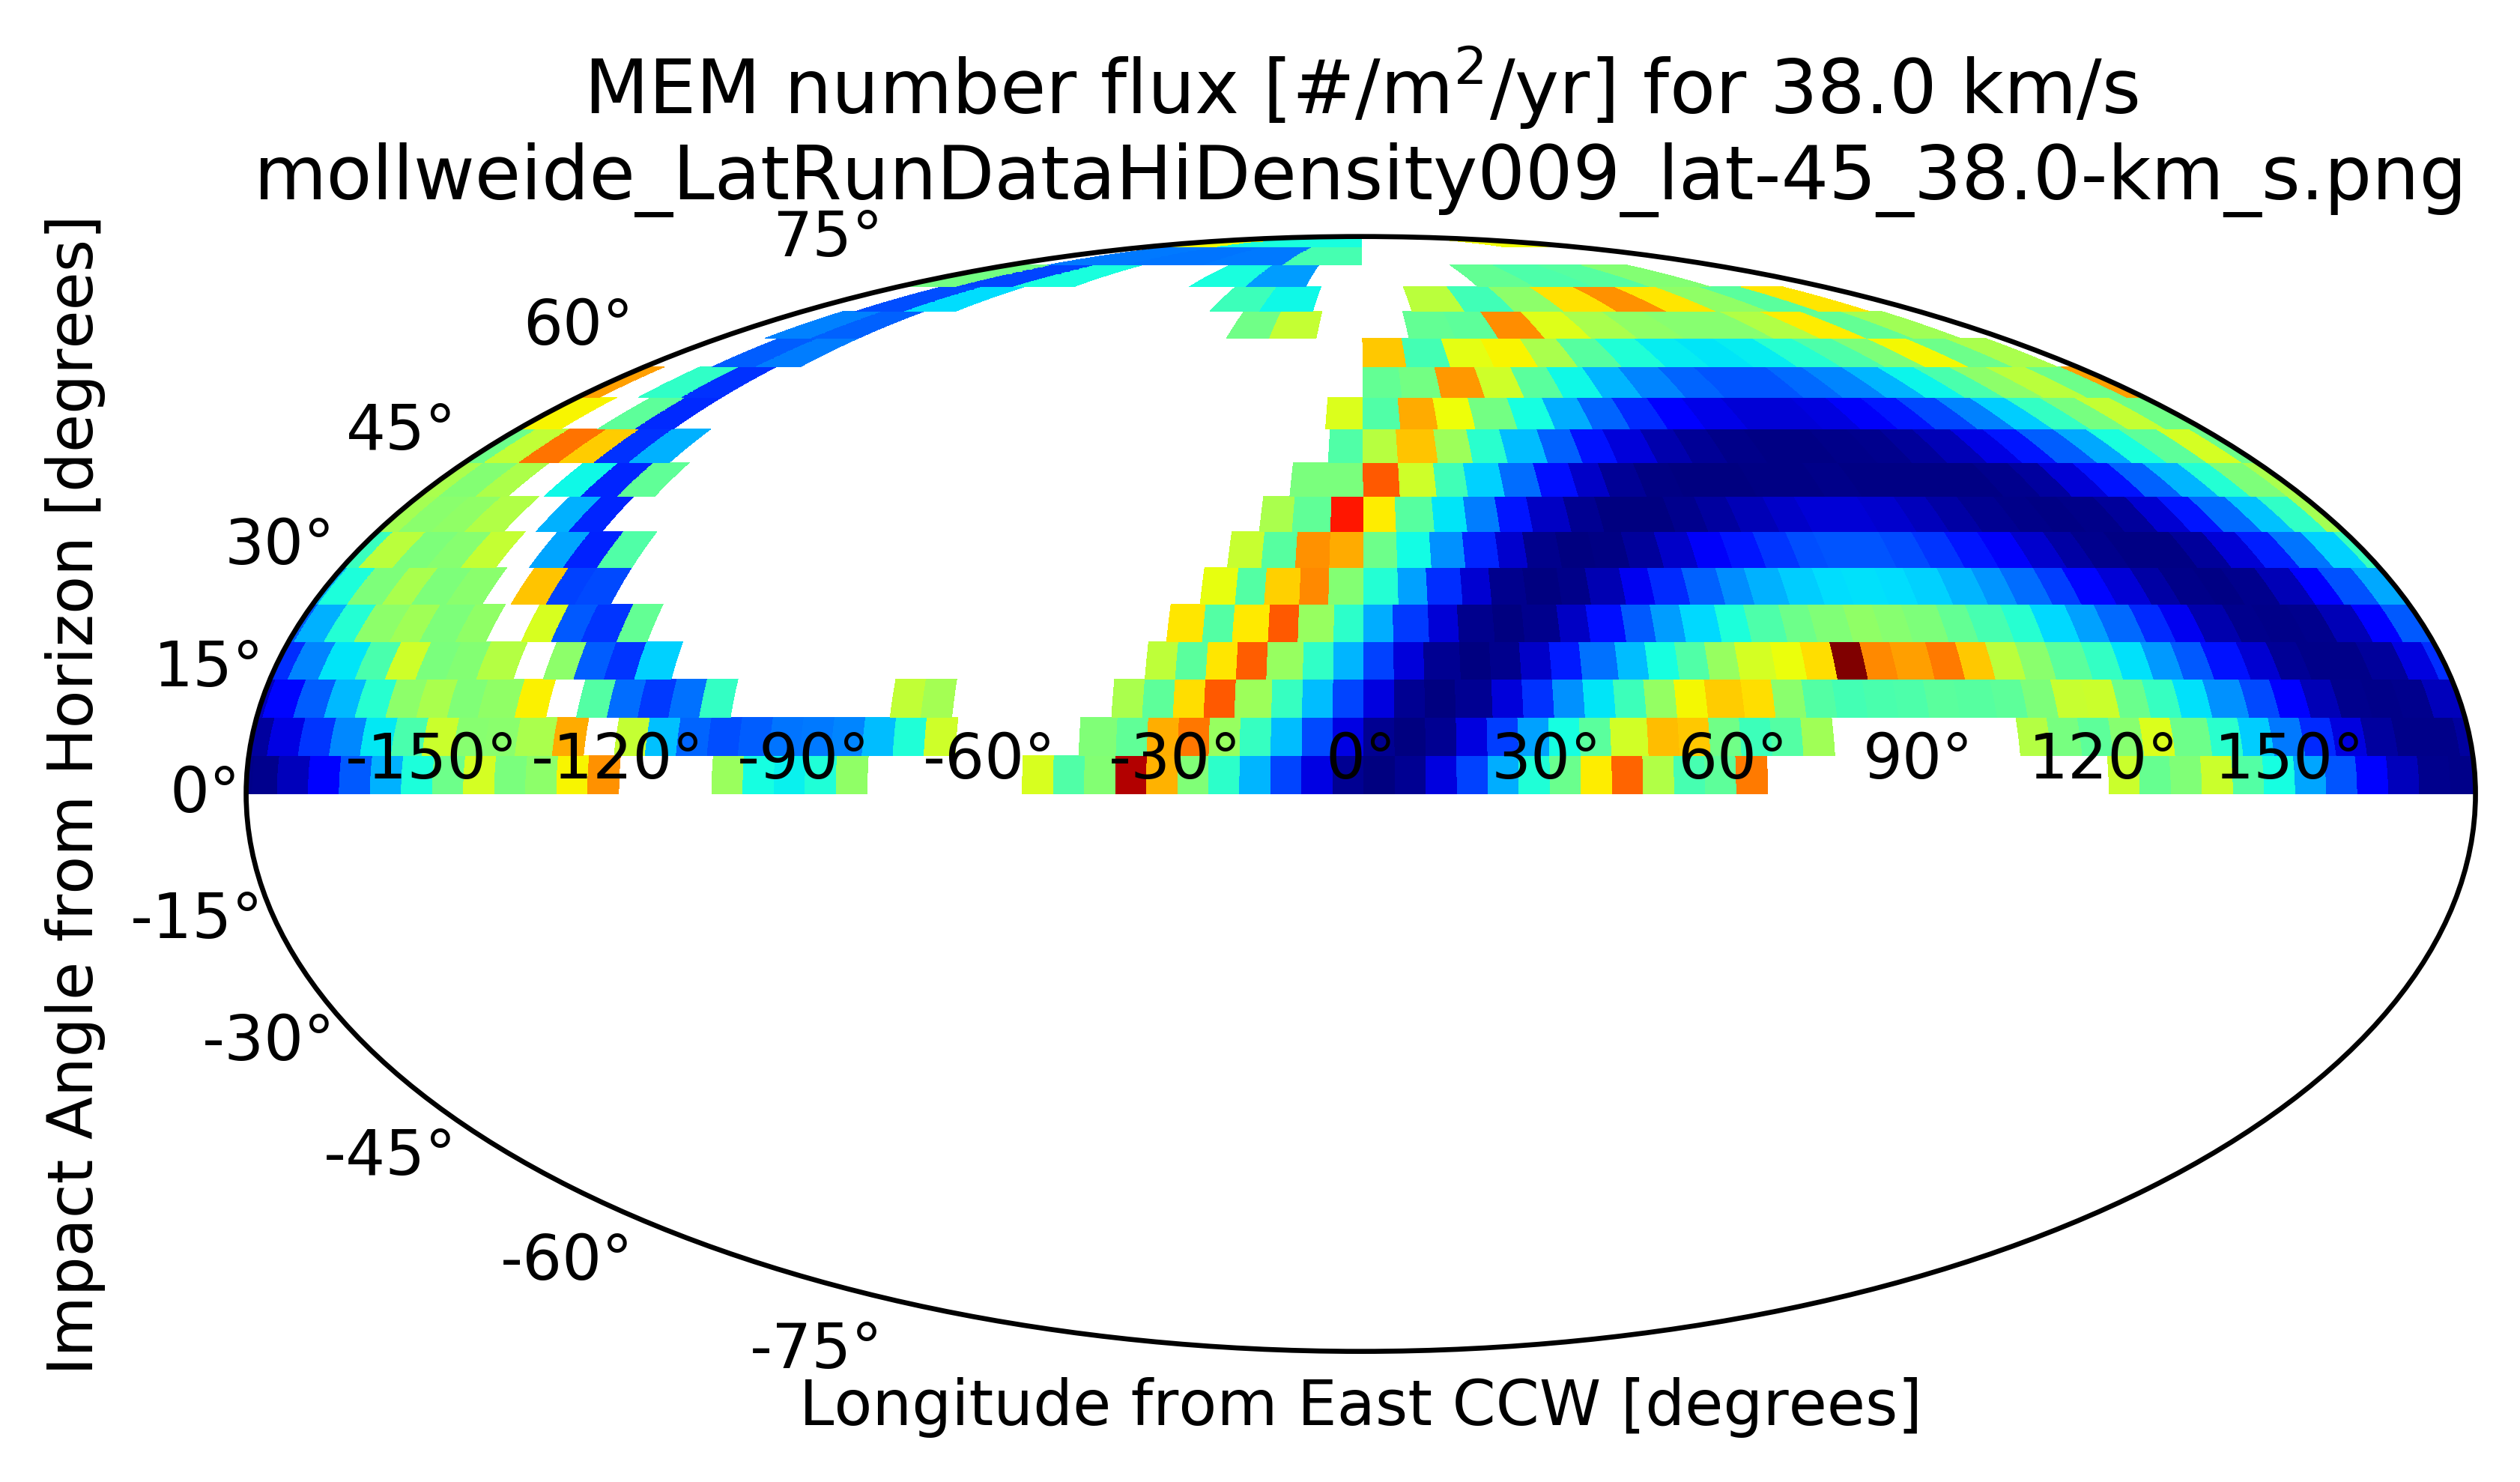 MEM number flux [#/m²/yr] for 38.0 km/s
mollweide_LatRunDataHiDensity009_lat-45_38.0-km_s.png
75°
60°
45°
30°
15°
0°
-15°
-30°
-45°
-60°
-75°
-150° -120° -90° -60° -30° 0° 30° 60° 90° 120° 150°
Impact Angle from Horizon [degrees]
Longitude from East CCW [degrees]